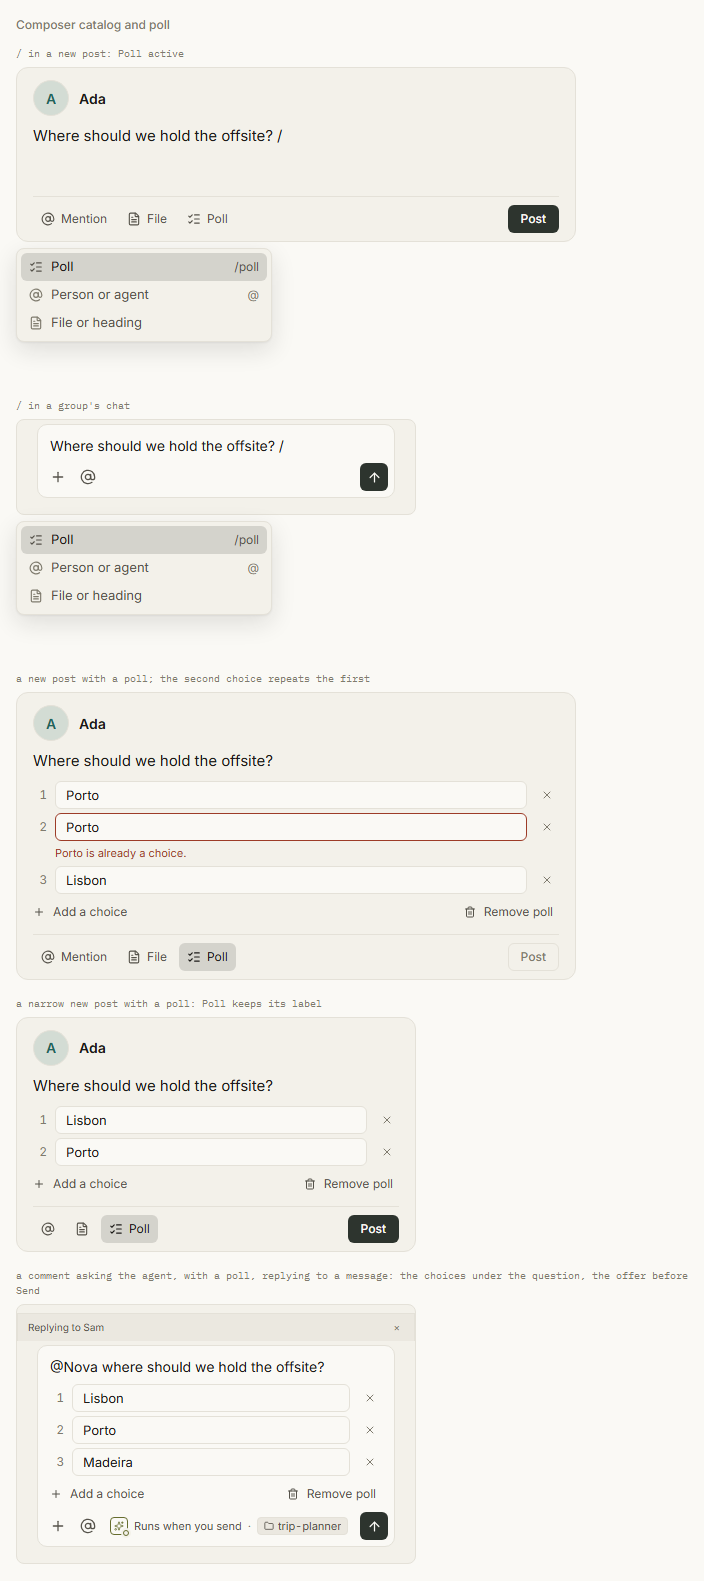 Composer catalog and poll
/ in a new post: Poll active
A Ada
Where should we hold the offsite? /
@ Mention File Poll Post
Poll /poll
@ Person or agent @
File or heading
/ in a group's chat
Where should we hold the offsite? /
+ @
Poll /poll
@ Person or agent @
File or heading
a new post with a poll; the second choice repeats the first
A Ada
Where should we hold the offsite?
1 Porto ×
2 Porto ×
Porto is already a choice.
3 Lisbon ×
+ Add a choice Remove poll
@ Mention File Poll Post
a narrow new post with a poll: Poll keeps its label
A Ada
Where should we hold the offsite?
1 Lisbon ×
2 Porto ×
+ Add a choice Remove poll
@ Poll Post
a comment asking the agent, with a poll, replying to a message: the choices under the question, the offer before
Send
Replying to Sam ×
@Nova where should we hold the offsite?
1 Lisbon ×
2 Porto ×
3 Madeira ×
+ Add a choice Remove poll
+ @ Runs when you send · trip-planner